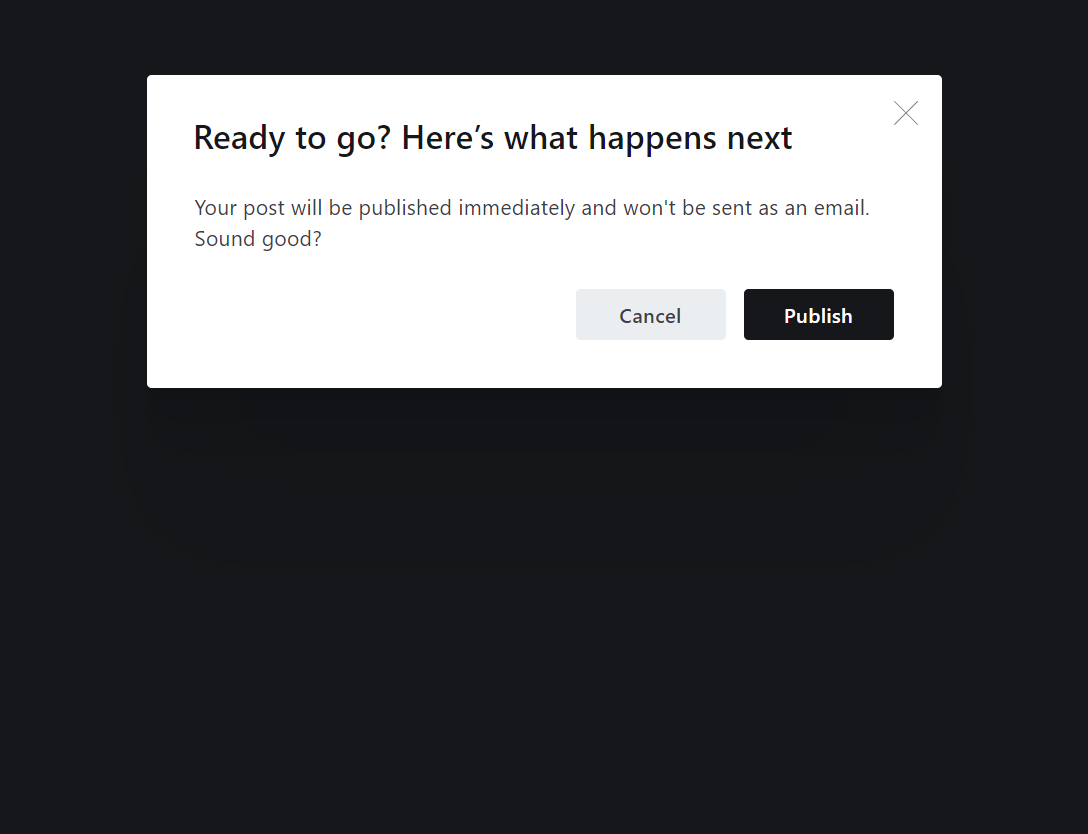 Ready to go? Here’s what happens next
Your post will be published immediately and won't be sent as an email.
Sound good?
Cancel
Publish